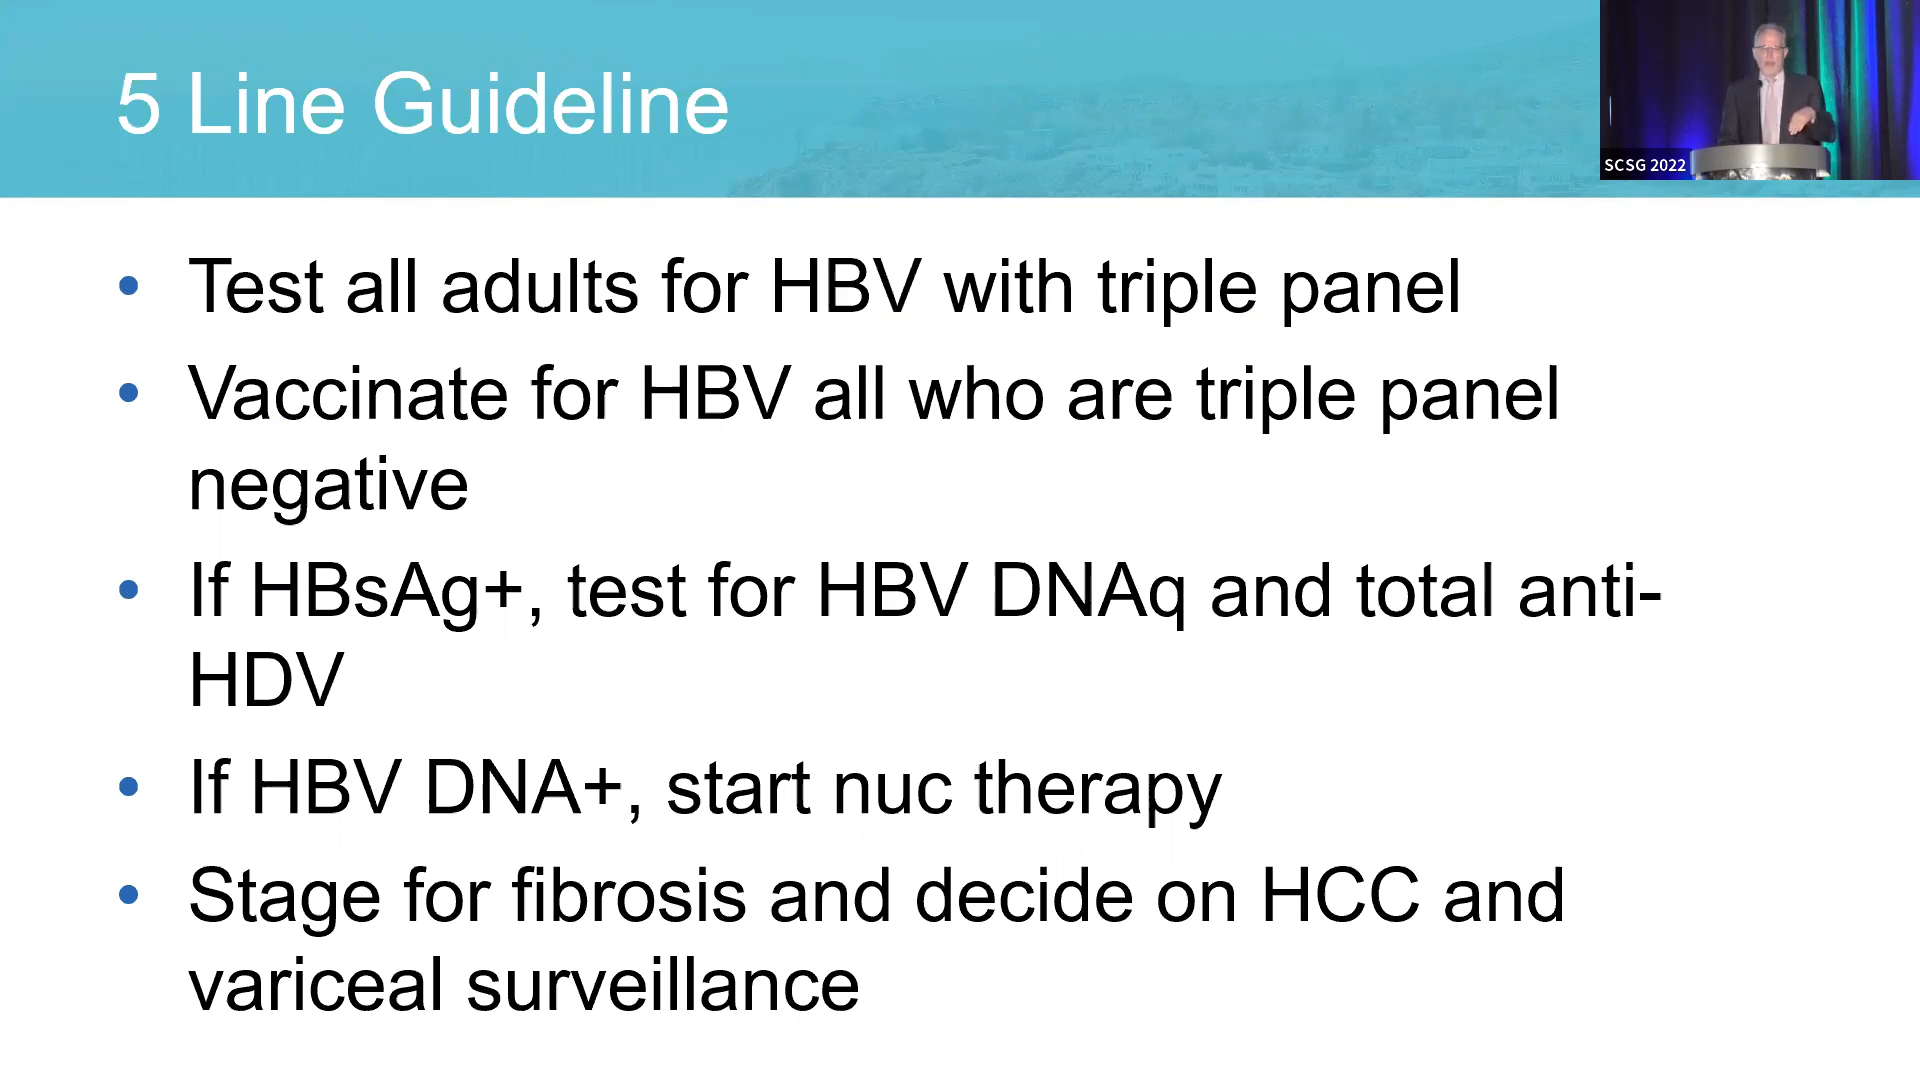 5 Line Guideline
SCSG 2022
• Test all adults for HBV with triple panel
• Vaccinate for HBV all who are triple panel
negative
• If HBsAg+, test for HBV DNAq and total anti-
HDV
• If HBV DNA+, start nuc therapy
• Stage for fibrosis and decide on HCC and
variceal surveillance